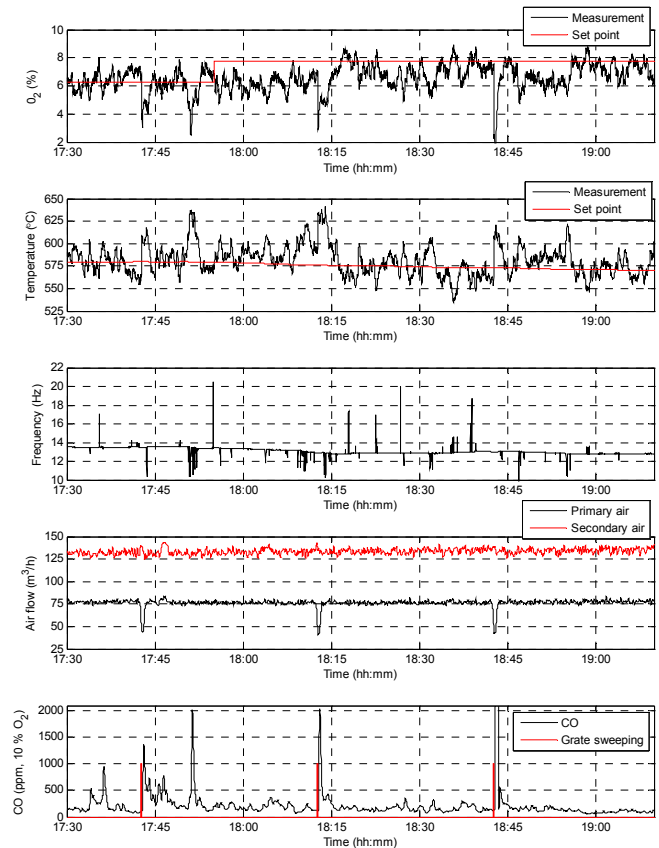 Measurement
Set point
10
8
6
4
2
0₂ (%)
17:30 17:45 18:00 18:15 18:30 18:45 19:00
Time (hh:mm)
Measurement
Set point
650
625
600
575
550
525
Temperature (°C)
17:30 17:45 18:00 18:15 18:30 18:45 19:00
Time (hh:mm)
22
20
18
16
14
12
10
Frequency (Hz)
17:30 17:45 18:00 18:15 18:30 18:45 19:00
Time (hh:mm)
Primary air
Secondary air
150
125
100
75
50
25
Air flow (m³/h)
17:30 17:45 18:00 18:15 18:30 18:45 19:00
Time (hh:mm)
CO
Grate sweeping
2000
1500
1000
500
0
CO (ppm, 10 % O₂)
17:30 17:45 18:00 18:15 18:30 18:45 19:00
Time (hh:mm)